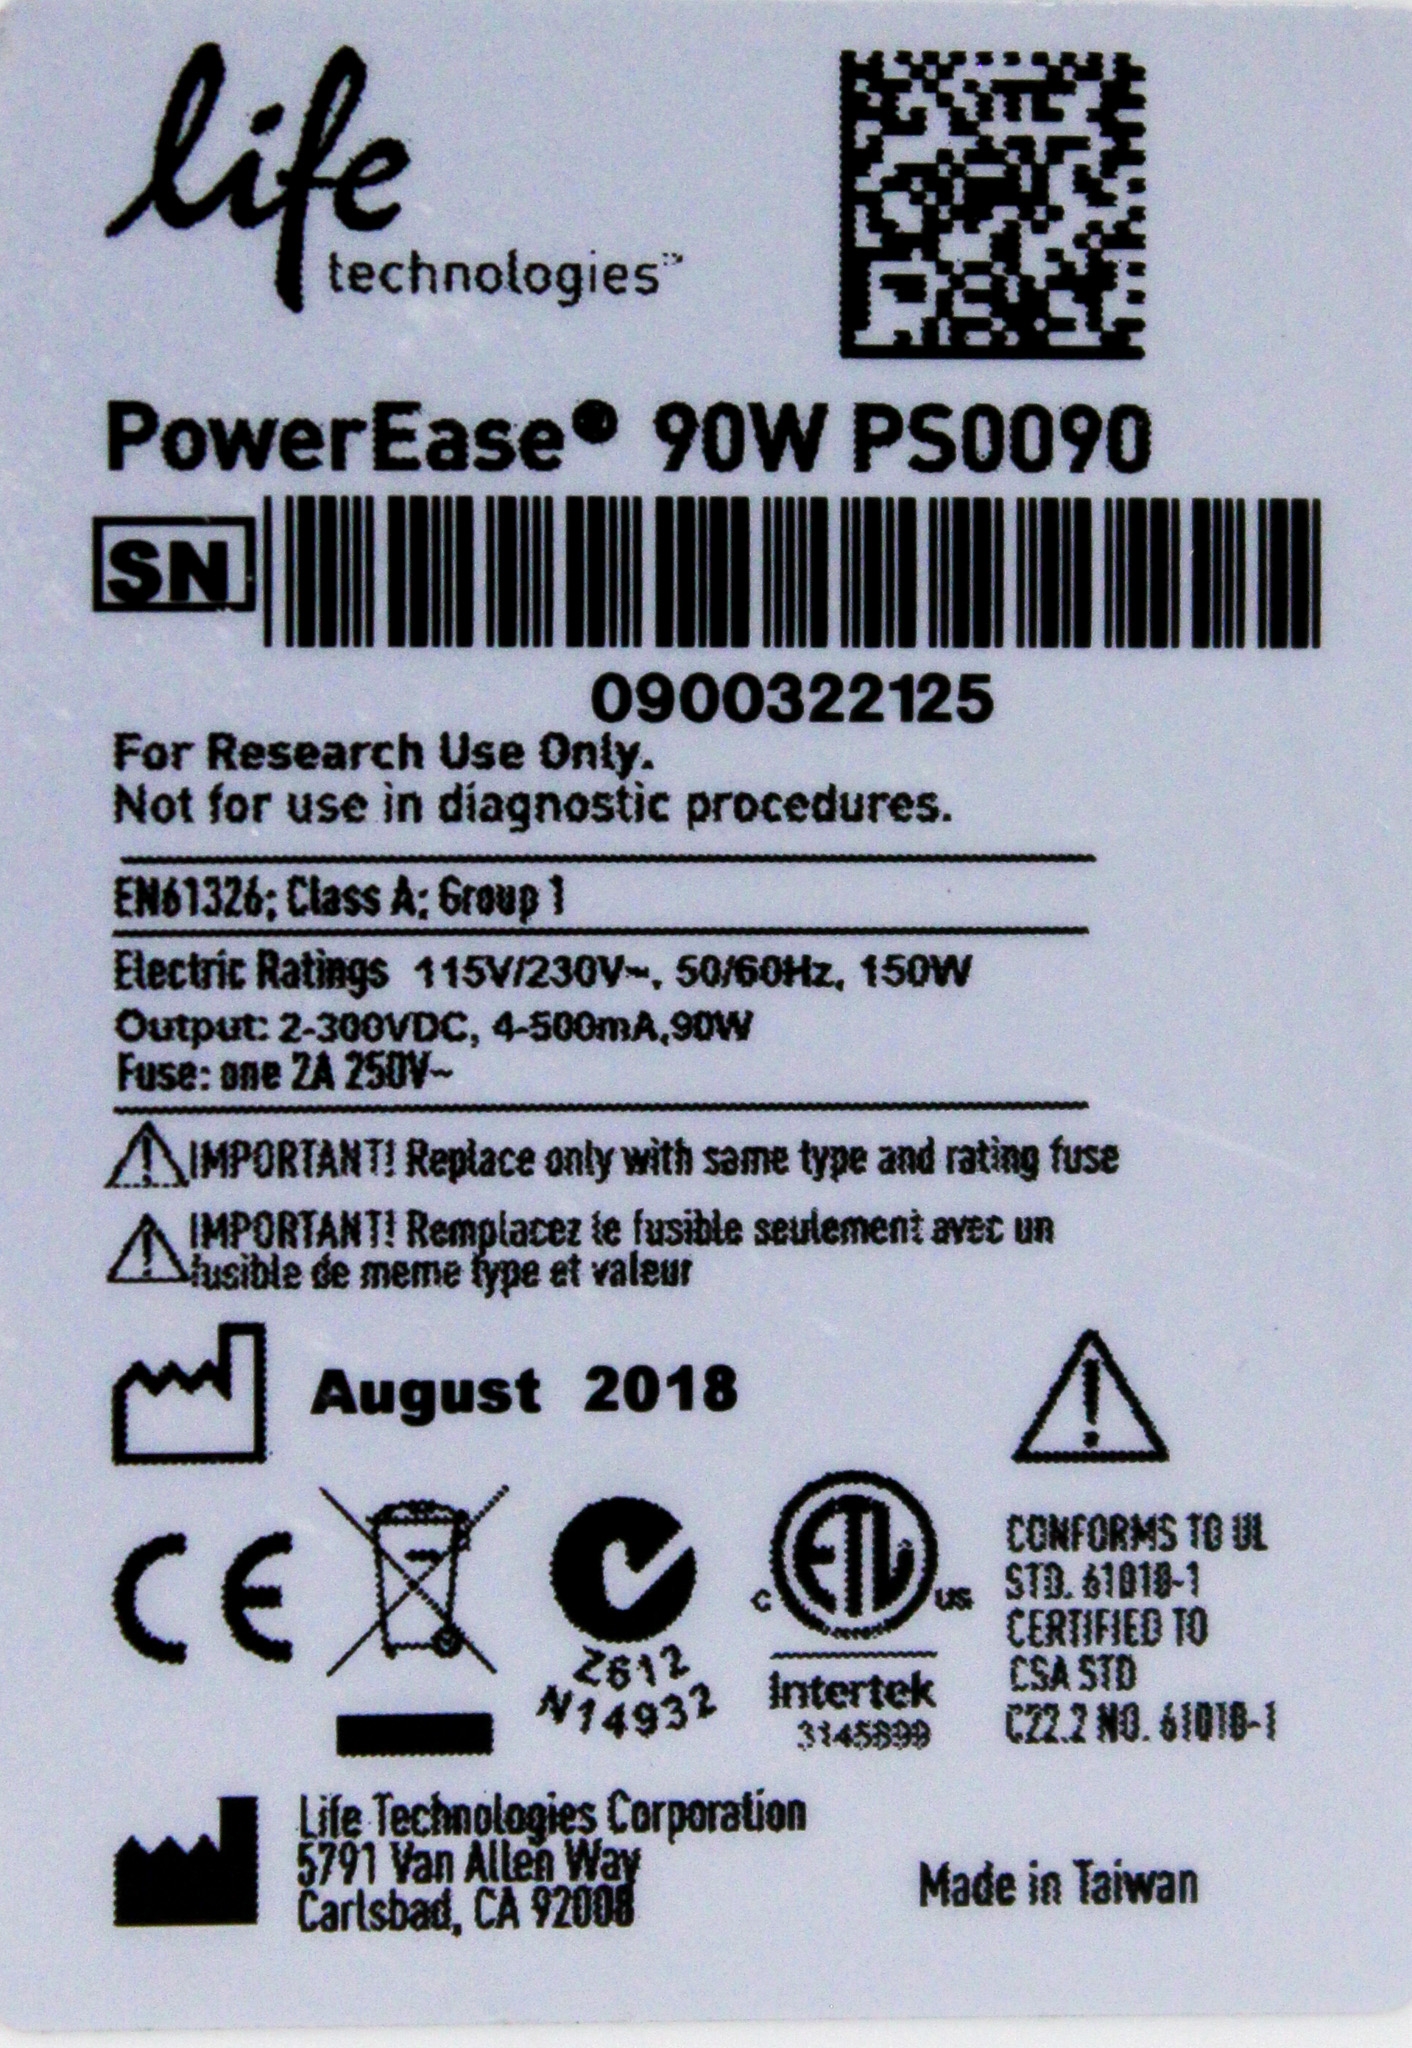 life
technologies™
PowerEase® 90W PS0090
SN
0900322125
For Research Use Only.
Not for use in diagnostic procedures.
EN61326; Class A; Group 1
Electric Ratings 115V/230V~, 50/60Hz, 150W
Output: 2-300VDC, 4-500mA,90W
Fuse: one 2A 250V~
IMPORTANT! Replace only with same type and rating fuse
IMPORTANT! Remplacez le fusible seulement avec un
fusible de meme type et valeur
August 2018
CE
Z612
N14932
C ETL US
Intertek
3145899
CONFORMS TO UL
STD. 61010-1
CERTIFIED TO
CSA STD
C22.2 NO. 61010-1
Life Technologies Corporation
5791 Van Allen Way
Carlsbad, CA 92008
Made in Taiwan